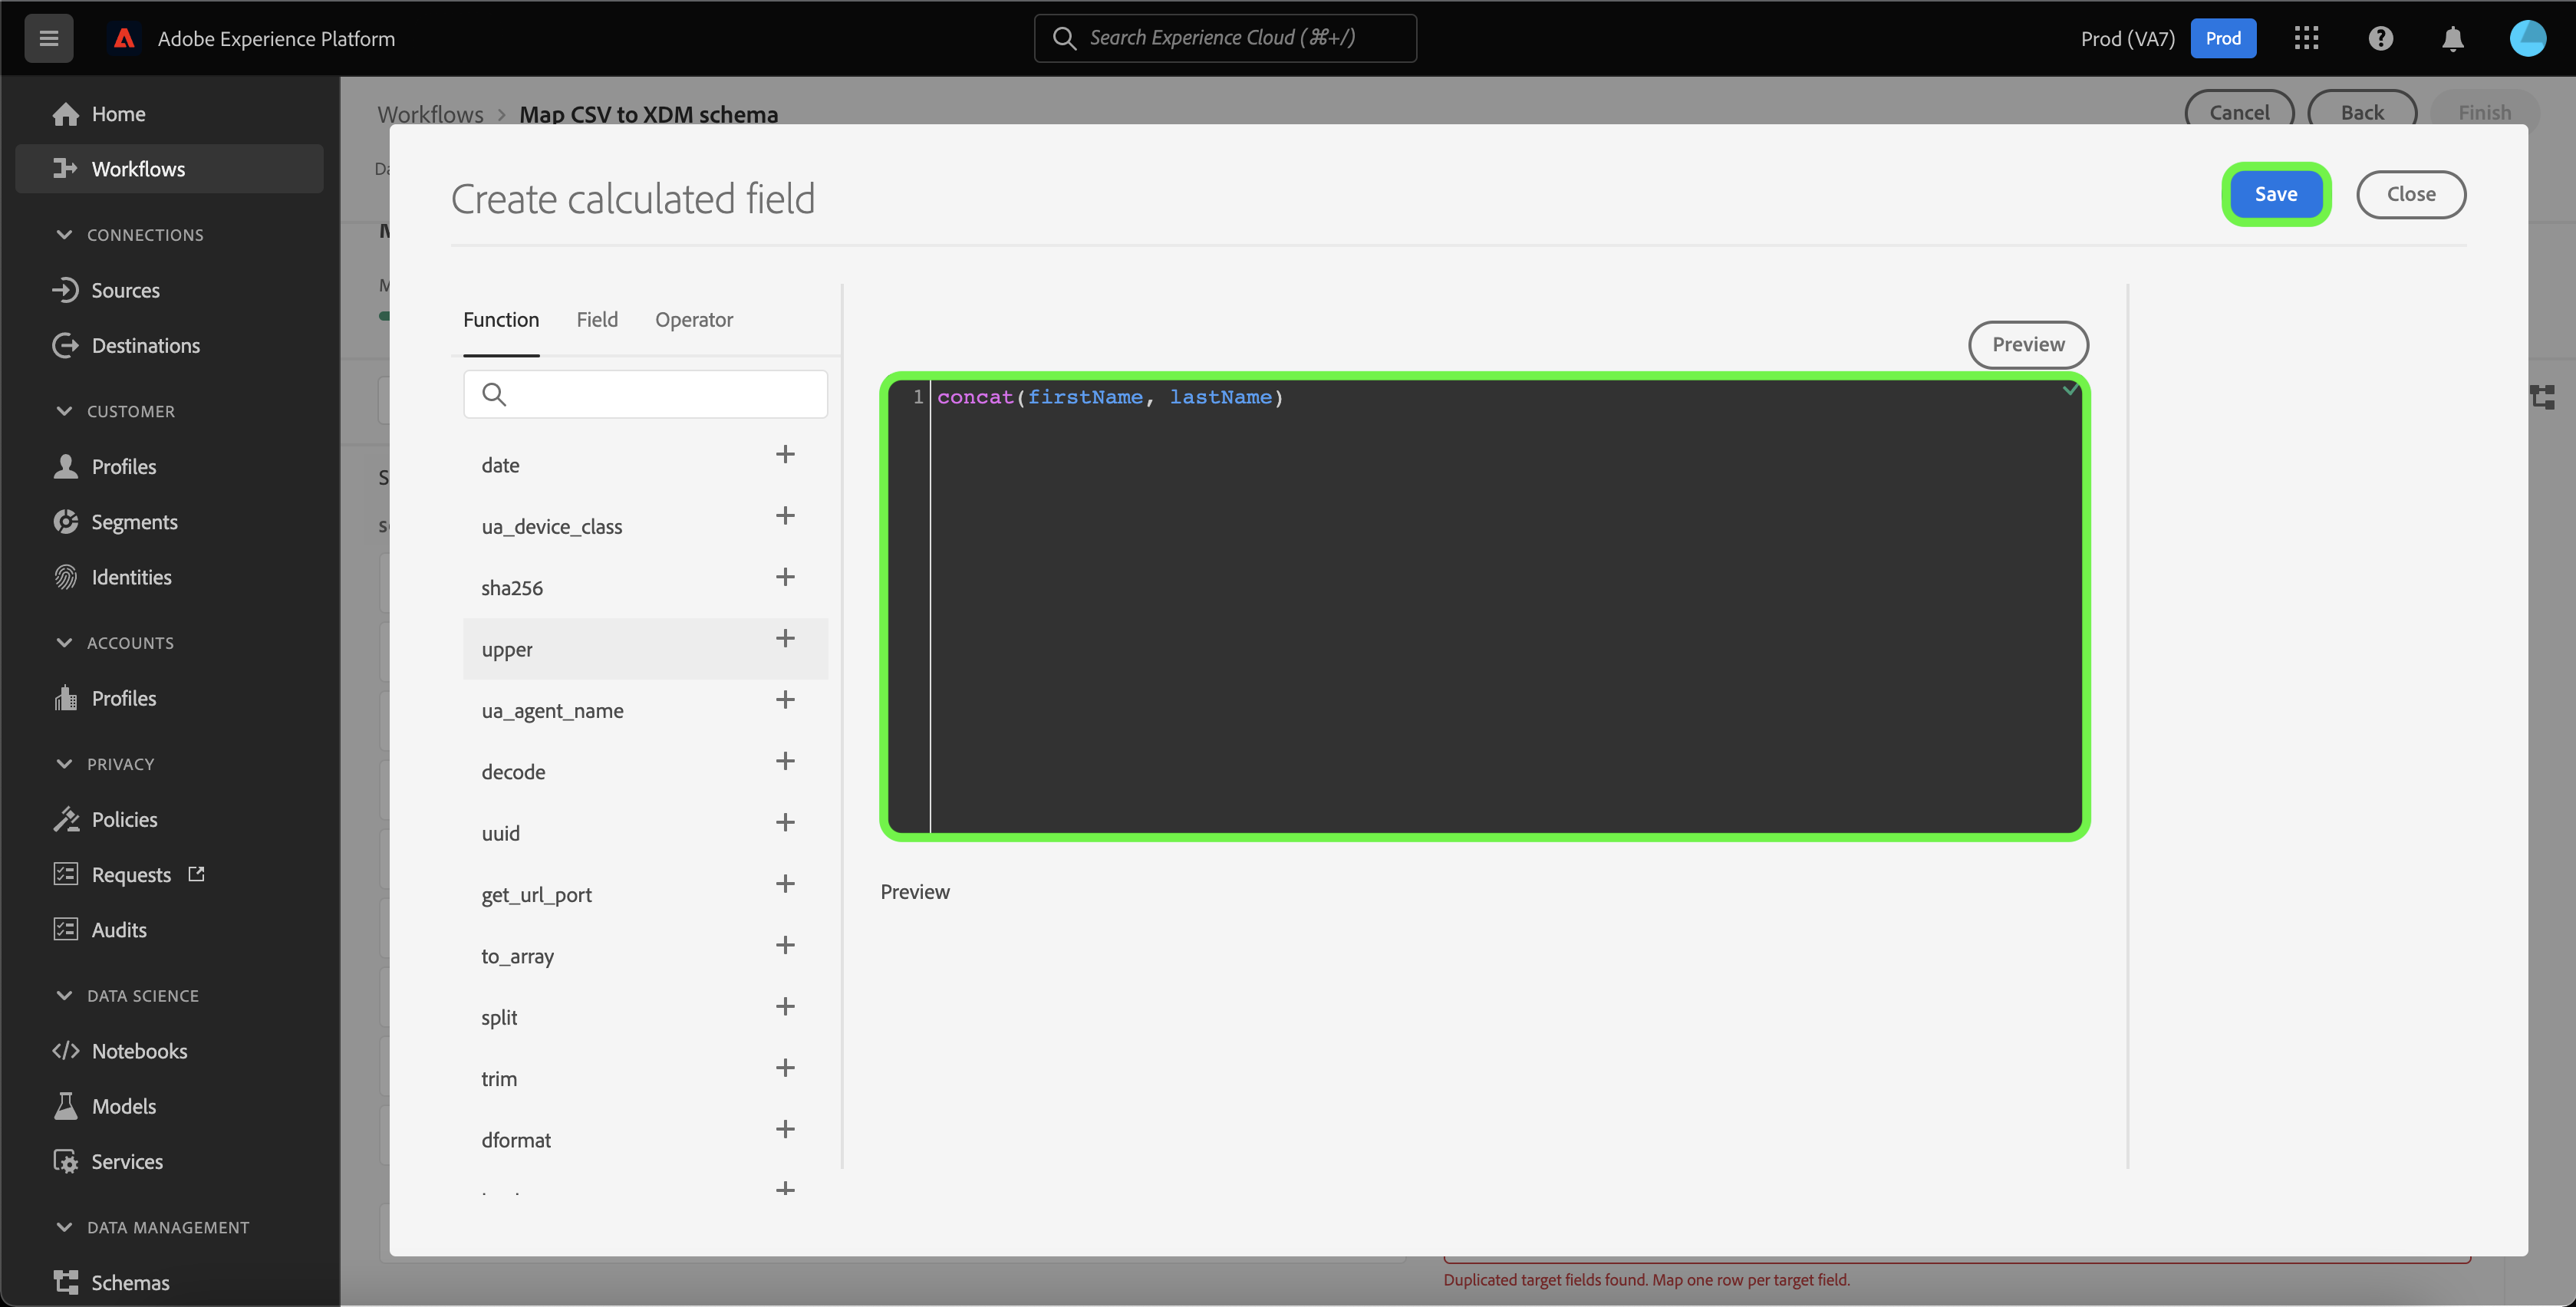 Adobe Experience Platform
Search Experience Cloud (⌘+/)
Prod (VA7)
Prod
Home
Workflows
CONNECTIONS
Sources
Destinations
CUSTOMER
Profiles
Segments
Identities
ACCOUNTS
Profiles
PRIVACY
Policies
Requests
Audits
DATA SCIENCE
Notebooks
Models
Services
DATA MANAGEMENT
Schemas
Workflows > Map CSV to XDM schema
Cancel
Back
Finish
Create calculated field
Save
Close
Function
Field
Operator
date
ua_device_class
sha256
upper
ua_agent_name
decode
uuid
get_url_port
to_array
split
trim
dformat
Preview
1 concat(firstName, lastName)
Preview
Duplicated target fields found. Map one row per target field.